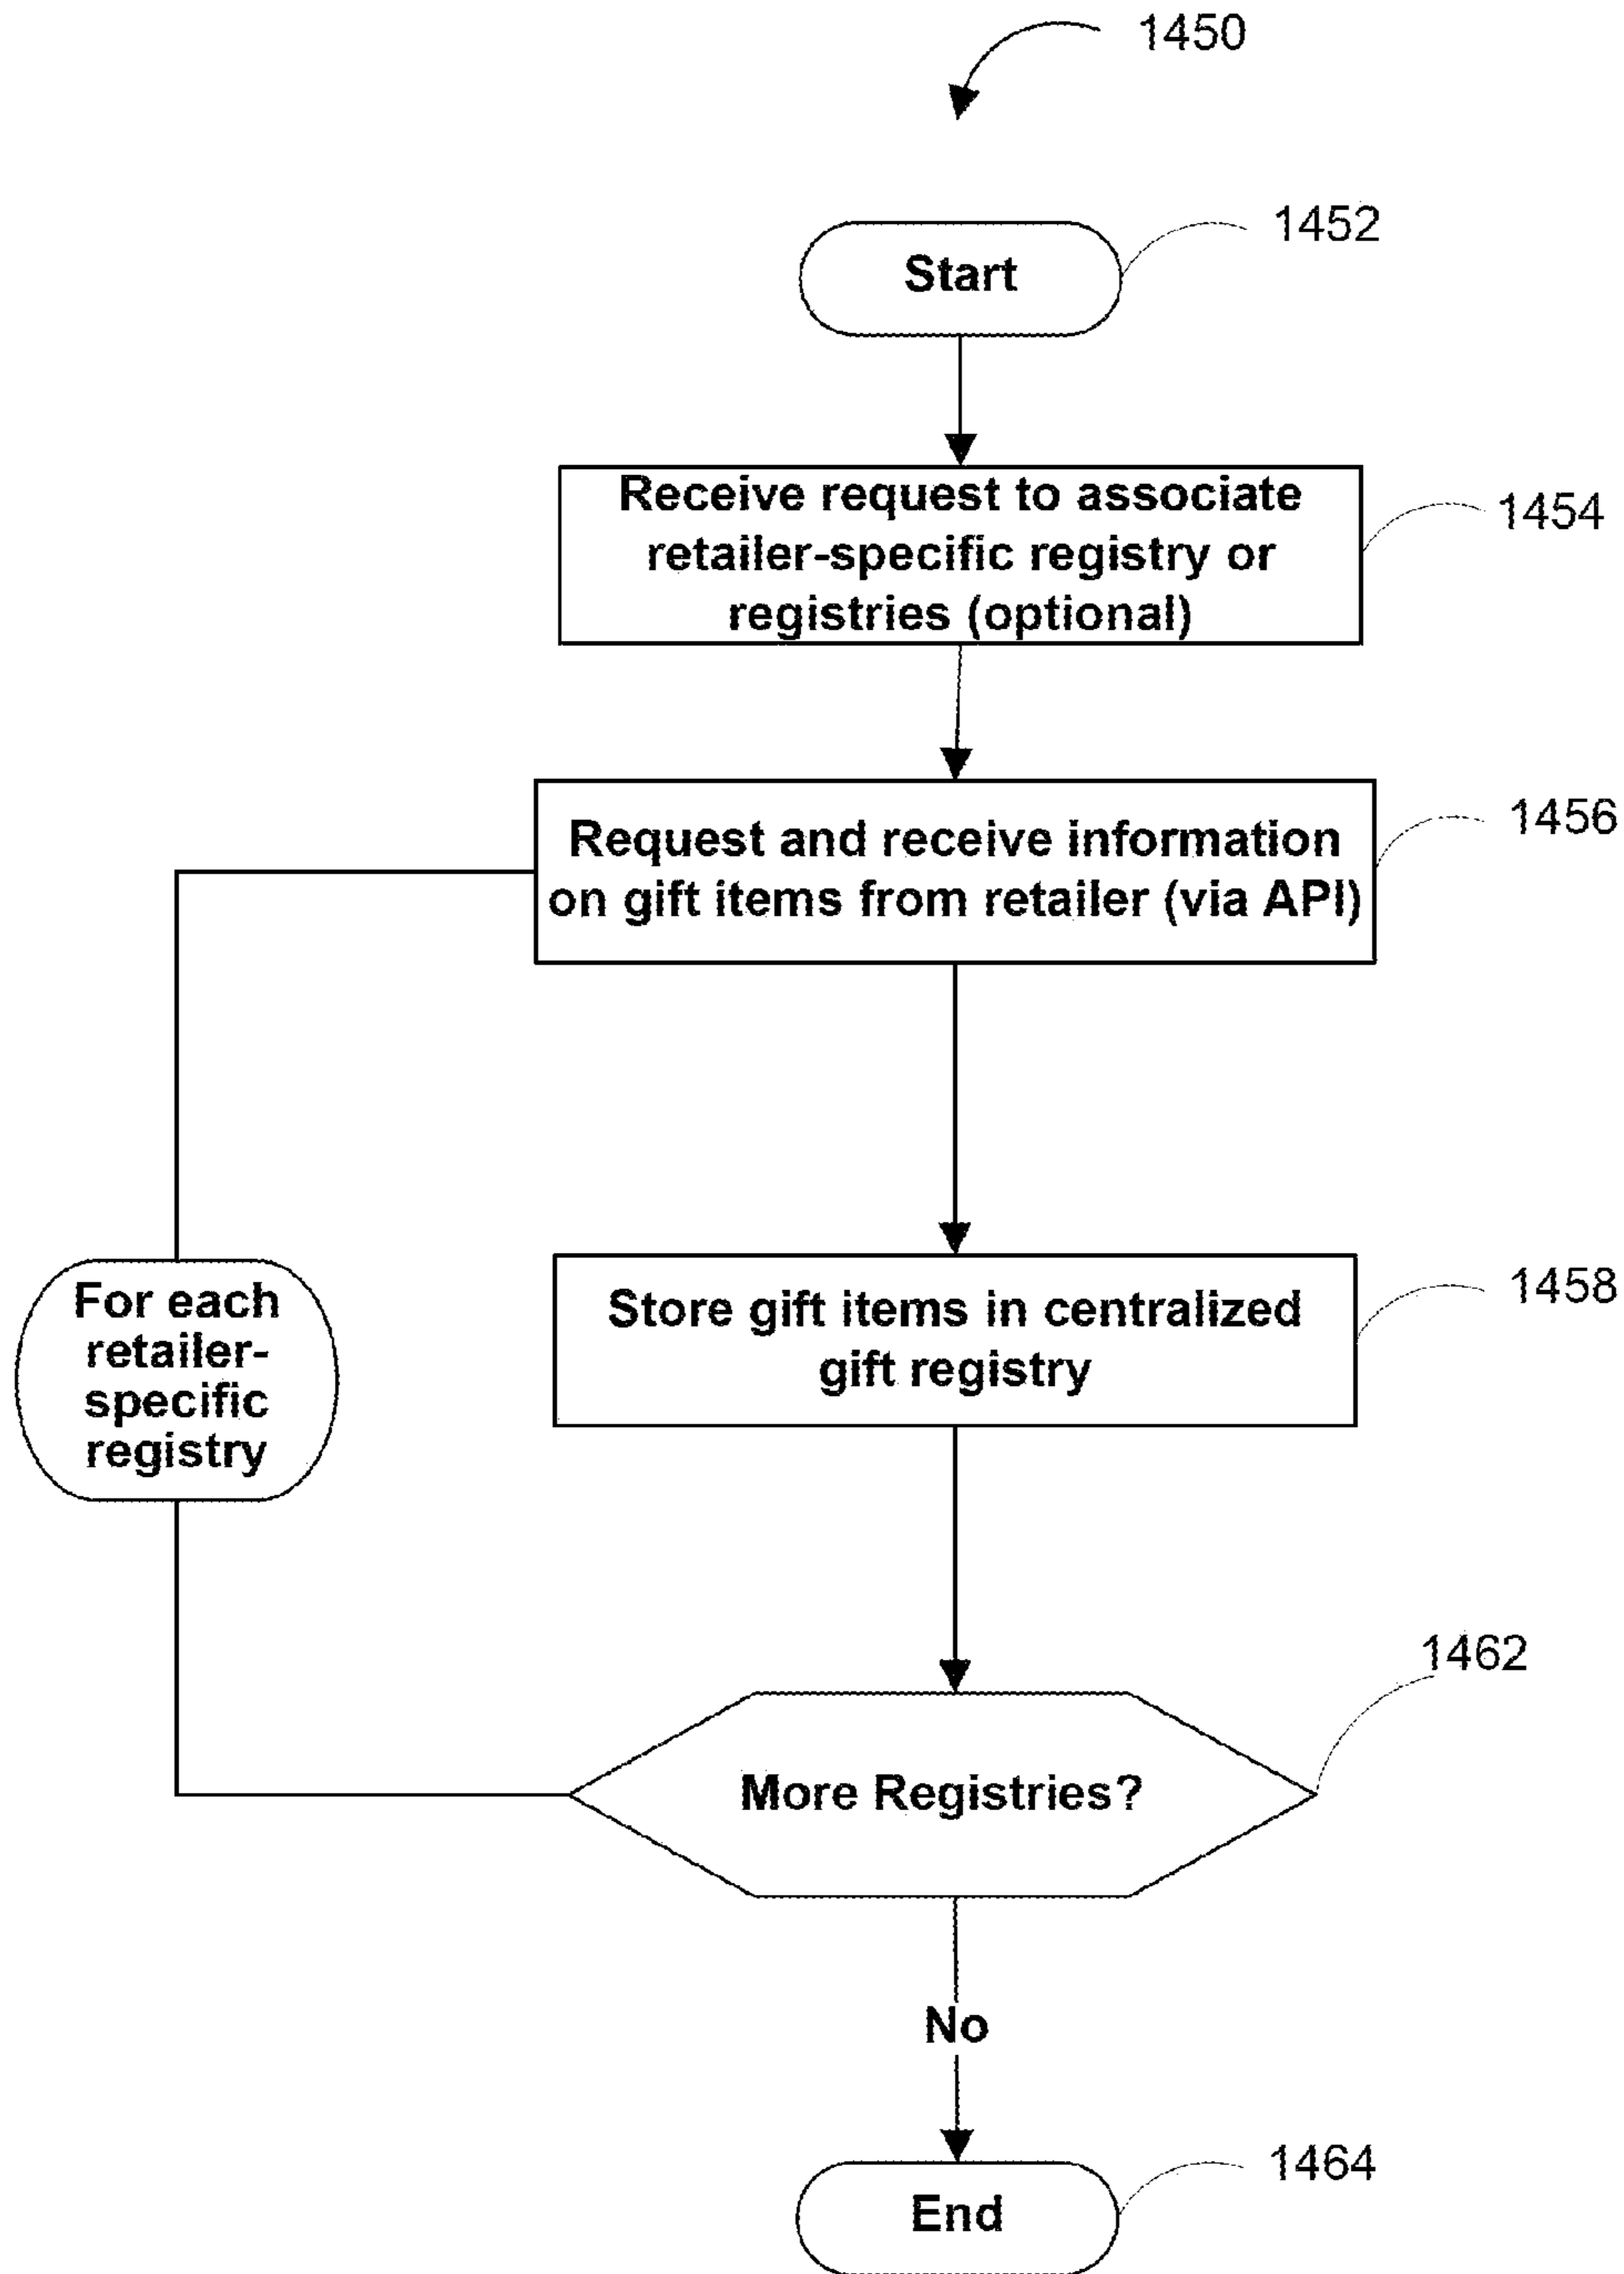 1450
1452
Start
Receive request to associate
retailer-specific registry or
registries (optional)
1454
Request and receive information
on gift items from retailer (via API)
1456
For each
retailer-
specific
registry
Store gift items in centralized
gift registry
1458
1462
More Registries?
No
1464
End